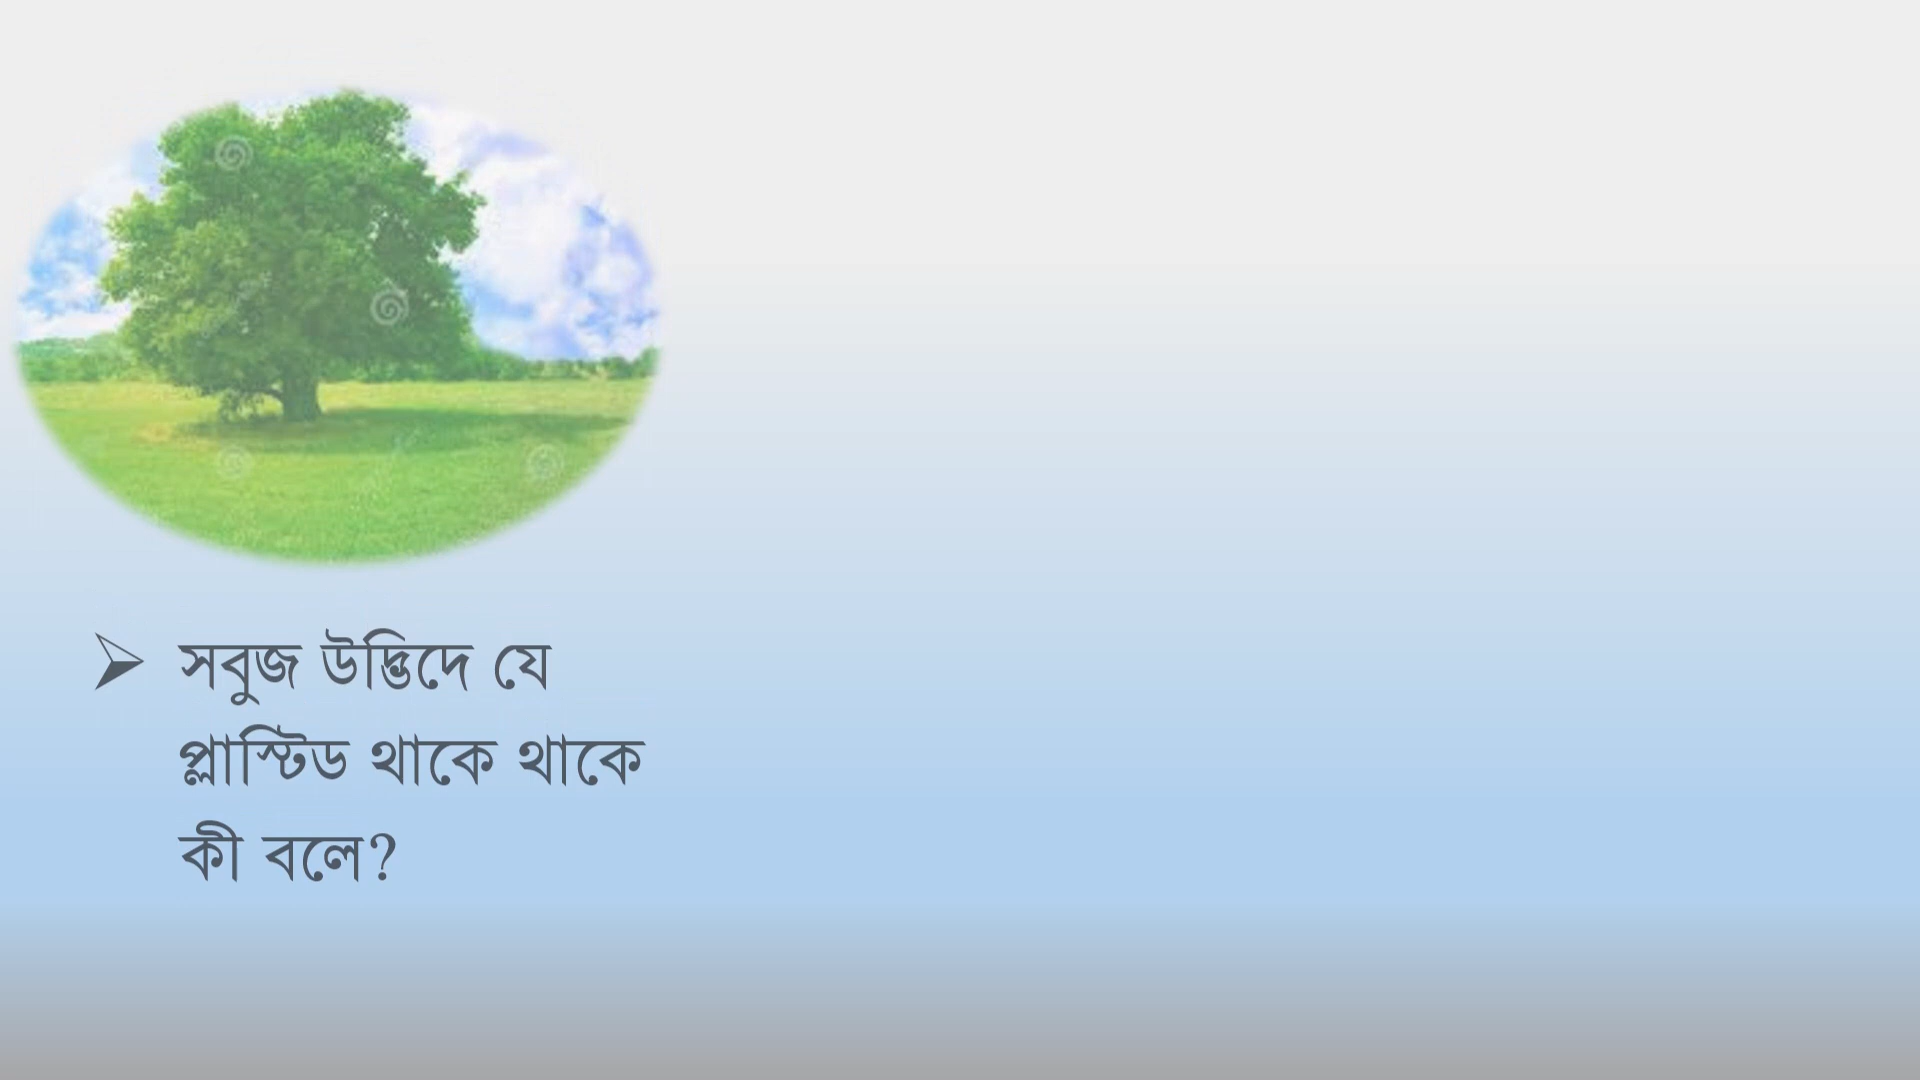 সবুজ উদ্ভিদে যে
প্লাস্টিড থাকে থাকে
কী বলে?